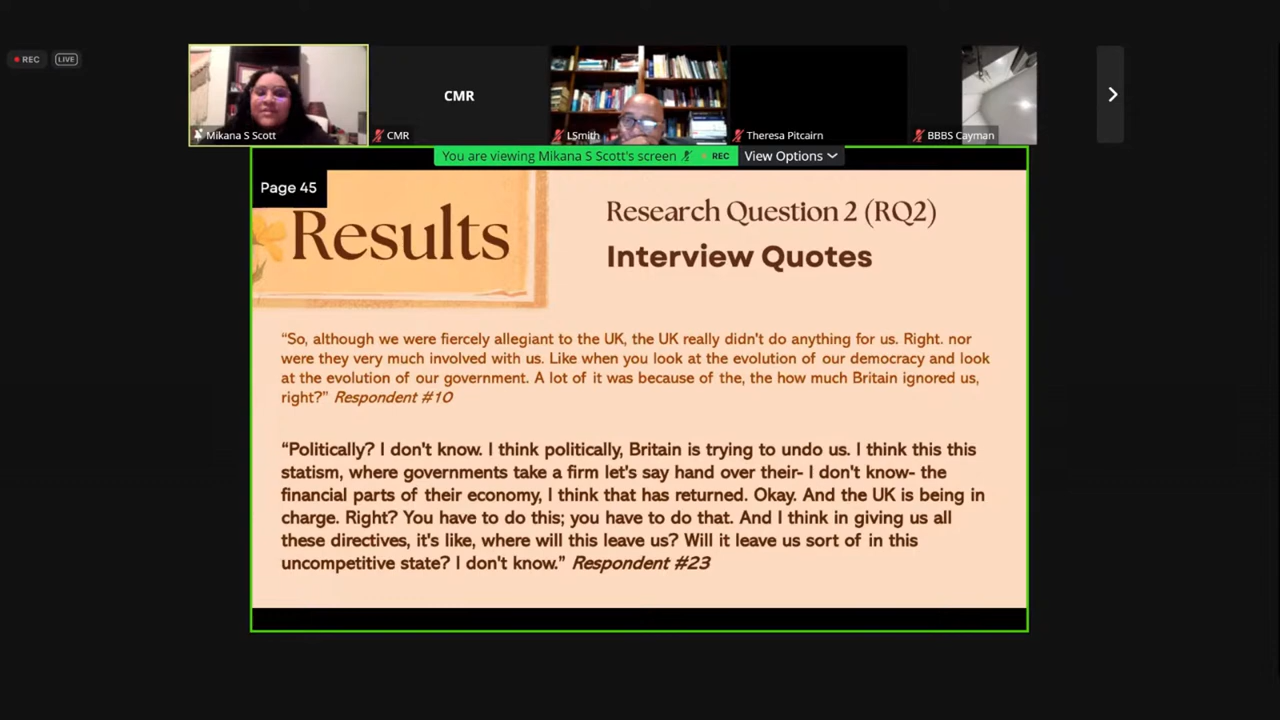 REC
LIVE
CMR
Mikana S Scott
CMR
LSmith
Theresa Pitcairn
BBBS Cayman
You are viewing Mikana S Scott's screen
REC
View Options
Page 45
Results
Research Question 2 (RQ2)
Interview Quotes
“So, although we were fiercely allegiant to the UK, the UK really didn't do anything for us. Right. nor
were they very much involved with us. Like when you look at the evolution of our democracy and look
at the evolution of our government. A lot of it was because of the, the how much Britain ignored us,
right?” Respondent #10
“Politically? I don't know. I think politically, Britain is trying to undo us. I think this this
statism, where governments take a firm let's say hand over their- I don't know- the
financial parts of their economy, I think that has returned. Okay. And the UK is being in
charge. Right? You have to do this; you have to do that. And I think in giving us all
these directives, it's like, where will this leave us? Will it leave us sort of in this
uncompetitive state? I don't know.” Respondent #23